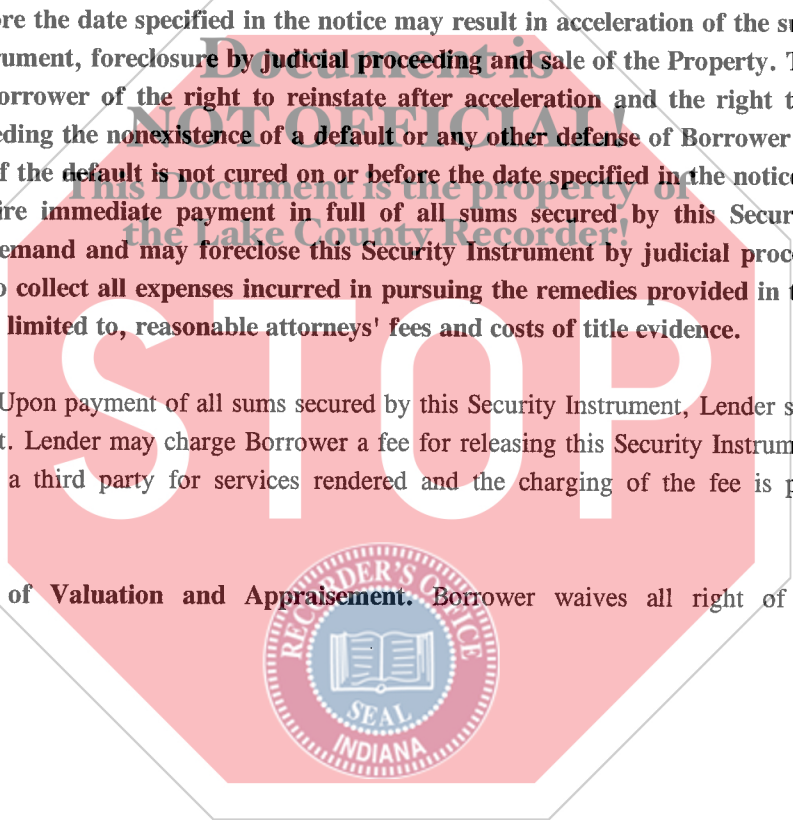 ore the date specified in the notice may result in acceleration of the su
rument, foreclosure by judicial proceeding and sale of the Property. T
Document is
orrower of the right to reinstate after acceleration and the right t
NOT OFFICIAL!
eding the nonexistence of a default or any other defense of Borrower
f the default is not cured on or before the date specified in the notice
This Document is the property of
ire immediate payment in full of all sums secured by this Secur
the Lake County Recorder!
emand and may foreclose this Security Instrument by judicial proc
o collect all expenses incurred in pursuing the remedies provided in t
limited to, reasonable attorneys' fees and costs of title evidence.
STOP
Upon payment of all sums secured by this Security Instrument, Lender s
t. Lender may charge Borrower a fee for releasing this Security Instrum
a third party for services rendered and the charging of the fee is p
of Valuation and Appraisement. Borrower waives all right of
RECORDER'S OFFICE
SEAL
INDIANA